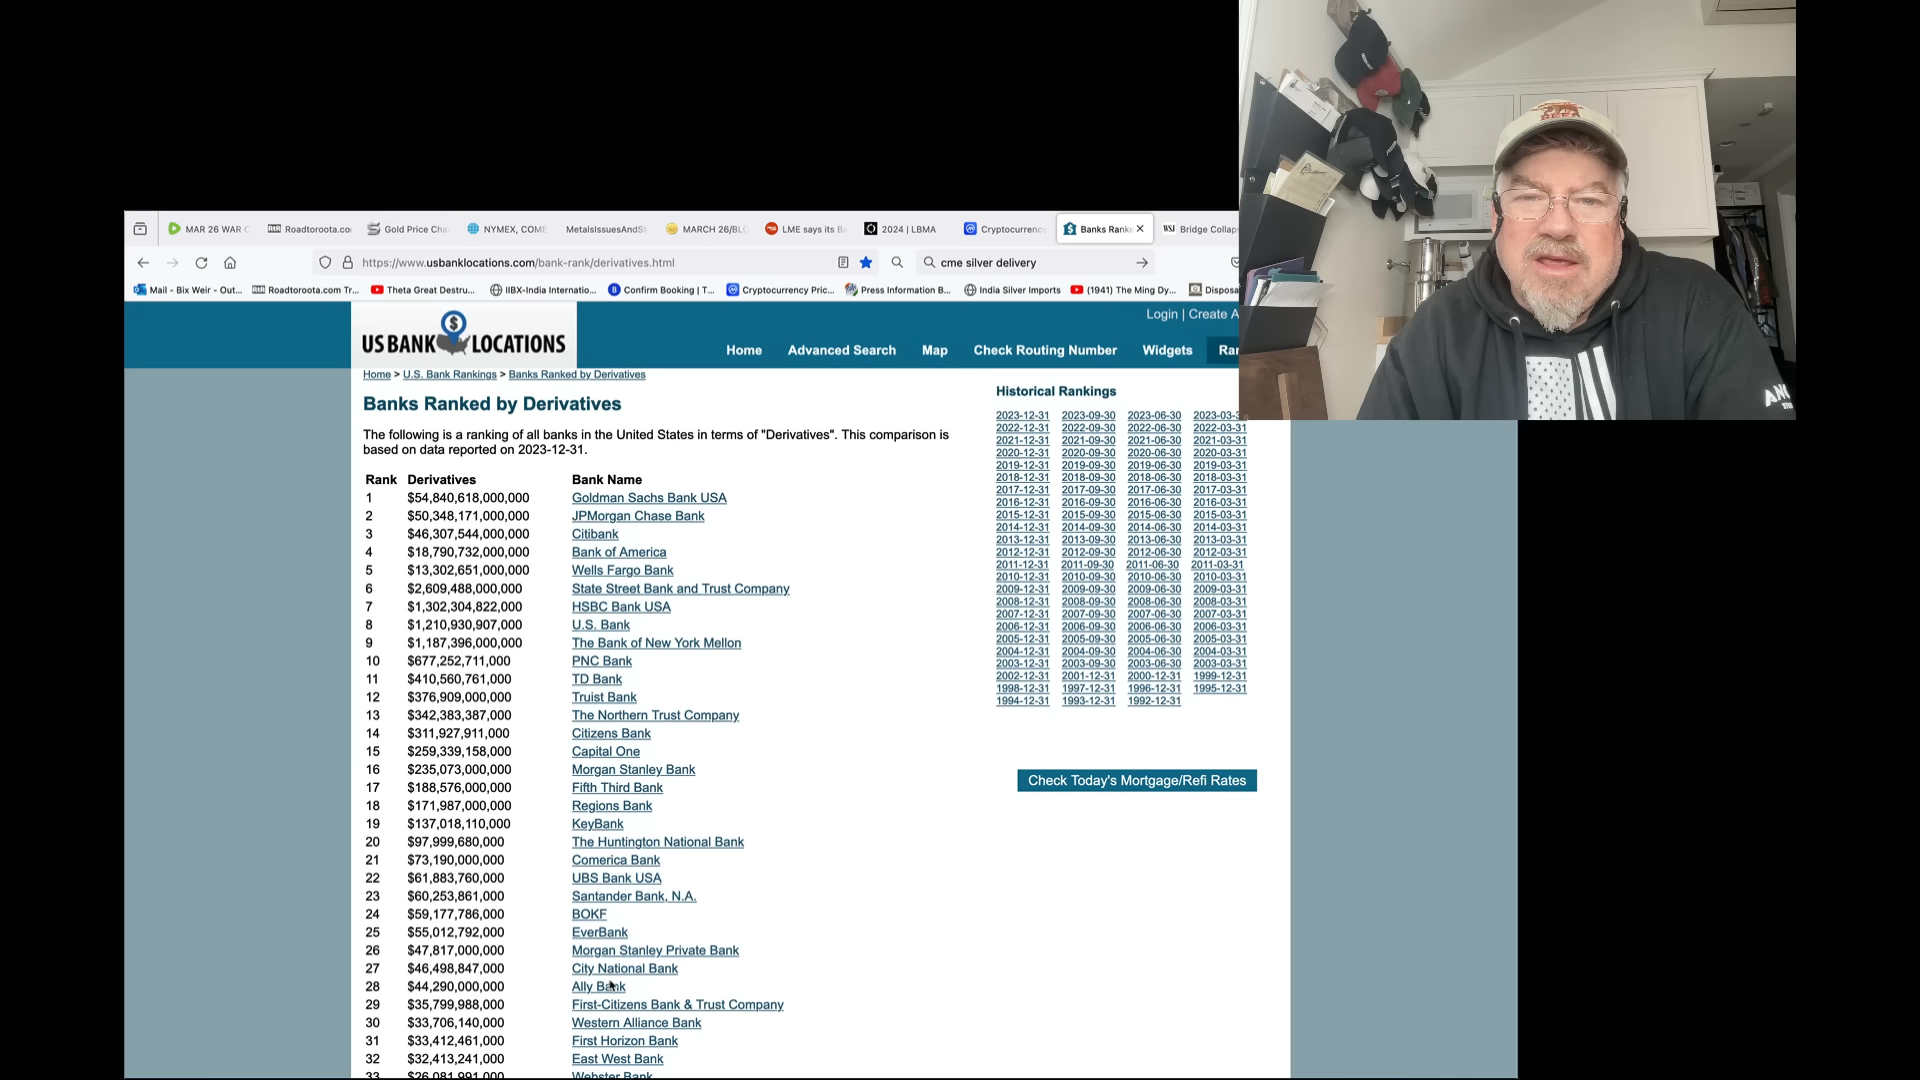 MAR 26 WAR
Roadtoroota.co
Gold Price Cha
NYMEX, COME
MetalsIssuesAndS
MARCH 26/BL
LME says its B
2024 | LBMA
Cryptocurrenc
Banks Ranke
WSJ
Bridge Collap
https://www.usbanklocations.com/bank-rank/derivatives.html
cme silver delivery
Mail - Bix Weir - Out...
Roadtoroota.com Tr...
Theta Great Destru...
IIBX-India Internatio...
Confirm Booking | T...
Cryptocurrency Pric...
Press Information B...
India Silver Imports
(1941) The Ming Dy...
Disposa
US BANK LOCATIONS
Login | Create A
Home
Advanced Search
Map
Check Routing Number
Widgets
Ran
Home > U.S. Bank Rankings > Banks Ranked by Derivatives
Banks Ranked by Derivatives
The following is a ranking of all banks in the United States in terms of "Derivatives". This comparison is
based on data reported on 2023-12-31.
Rank Derivatives Bank Name
1 $54,840,618,000,000 Goldman Sachs Bank USA
2 $50,348,171,000,000 JPMorgan Chase Bank
3 $46,307,544,000,000 Citibank
4 $18,790,732,000,000 Bank of America
5 $13,302,651,000,000 Wells Fargo Bank
6 $2,609,488,000,000 State Street Bank and Trust Company
7 $1,302,304,822,000 HSBC Bank USA
8 $1,210,930,907,000 U.S. Bank
9 $1,187,396,000,000 The Bank of New York Mellon
10 $677,252,711,000 PNC Bank
11 $410,560,761,000 TD Bank
12 $376,909,000,000 Truist Bank
13 $342,383,387,000 The Northern Trust Company
14 $311,927,911,000 Citizens Bank
15 $259,339,158,000 Capital One
16 $235,073,000,000 Morgan Stanley Bank
17 $188,576,000,000 Fifth Third Bank
18 $171,987,000,000 Regions Bank
19 $137,018,110,000 KeyBank
20 $97,999,680,000 The Huntington National Bank
21 $73,190,000,000 Comerica Bank
22 $61,883,760,000 UBS Bank USA
23 $60,253,861,000 Santander Bank, N.A.
24 $59,177,786,000 BOKF
25 $55,012,792,000 EverBank
26 $47,817,000,000 Morgan Stanley Private Bank
27 $46,498,847,000 City National Bank
28 $44,290,000,000 Ally Bank
29 $35,799,988,000 First-Citizens Bank & Trust Company
30 $33,706,140,000 Western Alliance Bank
31 $33,412,461,000 First Horizon Bank
32 $32,413,241,000 East West Bank
33 $26,081,991,000 Webster Bank
Historical Rankings
2023-12-31 2023-09-30 2023-06-30 2023-03-3
2022-12-31 2022-09-30 2022-06-30 2022-03-31
2021-12-31 2021-09-30 2021-06-30 2021-03-31
2020-12-31 2020-09-30 2020-06-30 2020-03-31
2019-12-31 2019-09-30 2019-06-30 2019-03-31
2018-12-31 2018-09-30 2018-06-30 2018-03-31
2017-12-31 2017-09-30 2017-06-30 2017-03-31
2016-12-31 2016-09-30 2016-06-30 2016-03-31
2015-12-31 2015-09-30 2015-06-30 2015-03-31
2014-12-31 2014-09-30 2014-06-30 2014-03-31
2013-12-31 2013-09-30 2013-06-30 2013-03-31
2012-12-31 2012-09-30 2012-06-30 2012-03-31
2011-12-31 2011-09-30 2011-06-30 2011-03-31
2010-12-31 2010-09-30 2010-06-30 2010-03-31
2009-12-31 2009-09-30 2009-06-30 2009-03-31
2008-12-31 2008-09-30 2008-06-30 2008-03-31
2007-12-31 2007-09-30 2007-06-30 2007-03-31
2006-12-31 2006-09-30 2006-06-30 2006-03-31
2005-12-31 2005-09-30 2005-06-30 2005-03-31
2004-12-31 2004-09-30 2004-06-30 2004-03-31
2003-12-31 2003-09-30 2003-06-30 2003-03-31
2002-12-31 2001-12-31 2000-12-31 1999-12-31
1998-12-31 1997-12-31 1996-12-31 1995-12-31
1994-12-31 1993-12-31 1992-12-31
Check Today's Mortgage/Refi Rates